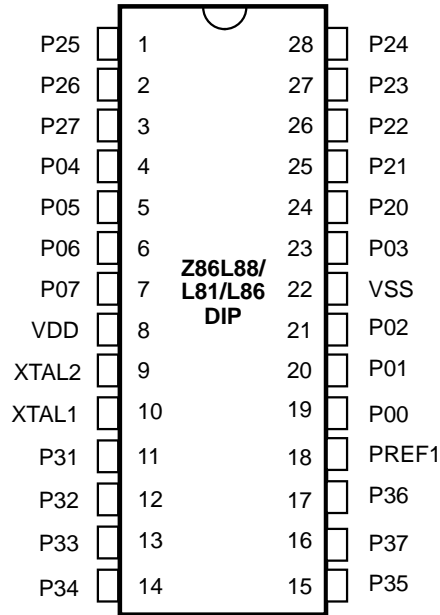 P25 1 28 P24
P26 2 27 P23
P27 3 26 P22
P04 4 25 P21
P05 5 24 P20
P06 6 23 P03
Z86L88/
L81/L86
DIP
P07 7 22 VSS
VDD 8 21 P02
XTAL2 9 20 P01
XTAL1 10 19 P00
P31 11 18 PREF1
P32 12 17 P36
P33 13 16 P37
P34 14 15 P35